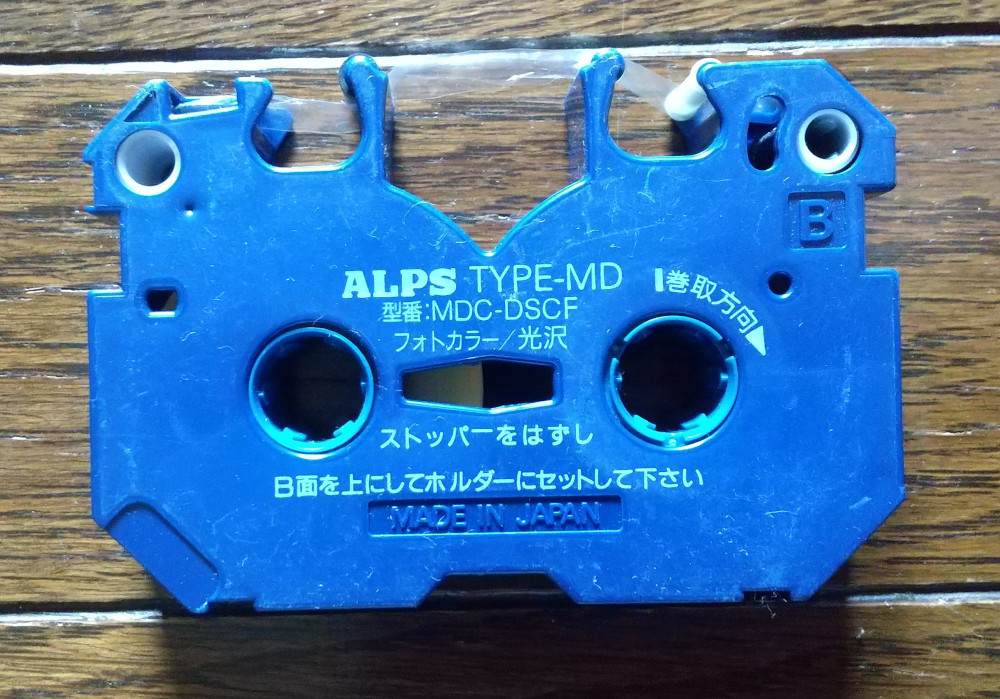 B
ALPS TYPE-MD
巻取方向
型番:MDC-DSCF
フォトカラー/光沢
ストッパーをはずし
B面を上にしてホルダーにセットして下さい
MADE IN JAPAN